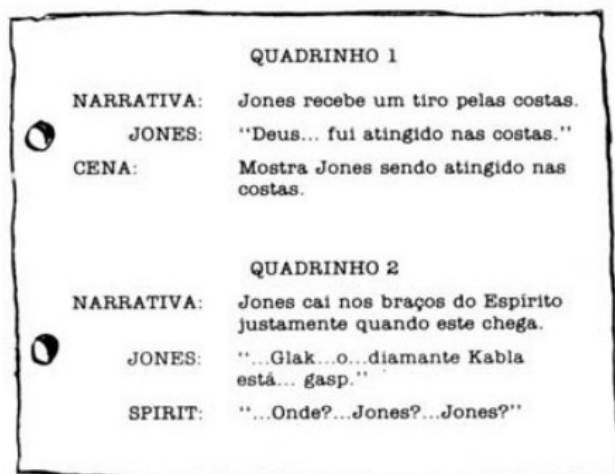 QUADRINHO 1
NARRATIVA: Jones recebe um tiro pelas costas.
JONES: "Deus... fui atingido nas costas."
CENA: Mostra Jones sendo atingido nas
costas.
QUADRINHO 2
NARRATIVA: Jones cai nos braços do Espírito
justamente quando este chega.
JONES: "...Glak...o...diamante Kabla
está... gasp."
SPIRIT: "...Onde?...Jones?...Jones?"